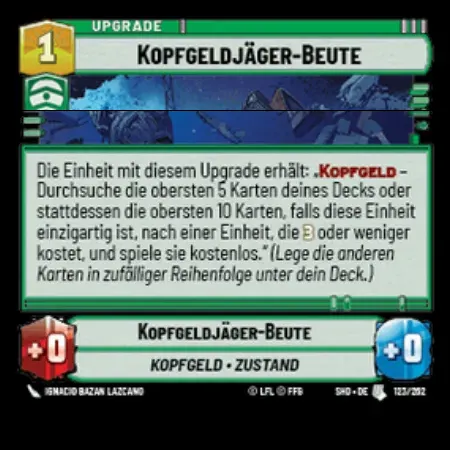 UPGRADE
1
KOPFGELDJÄGER-BEUTE
Die Einheit mit diesem Upgrade erhält: „KOPFGELD –
Durchsuche die obersten 5 Karten deines Decks oder
stattdessen die obersten 10 Karten, falls diese Einheit
einzigartig ist, nach einer Einheit, die 3 oder weniger
kostet, und spiele sie kostenlos.“ (Lege die anderen
Karten in zufälliger Reihenfolge unter dein Deck.)
+0
KOPFGELDJÄGER-BEUTE
+0
KOPFGELD • ZUSTAND
IGNACIO BAZAN LAZCANO
© LFL © FFG
SHD • DE
123/262